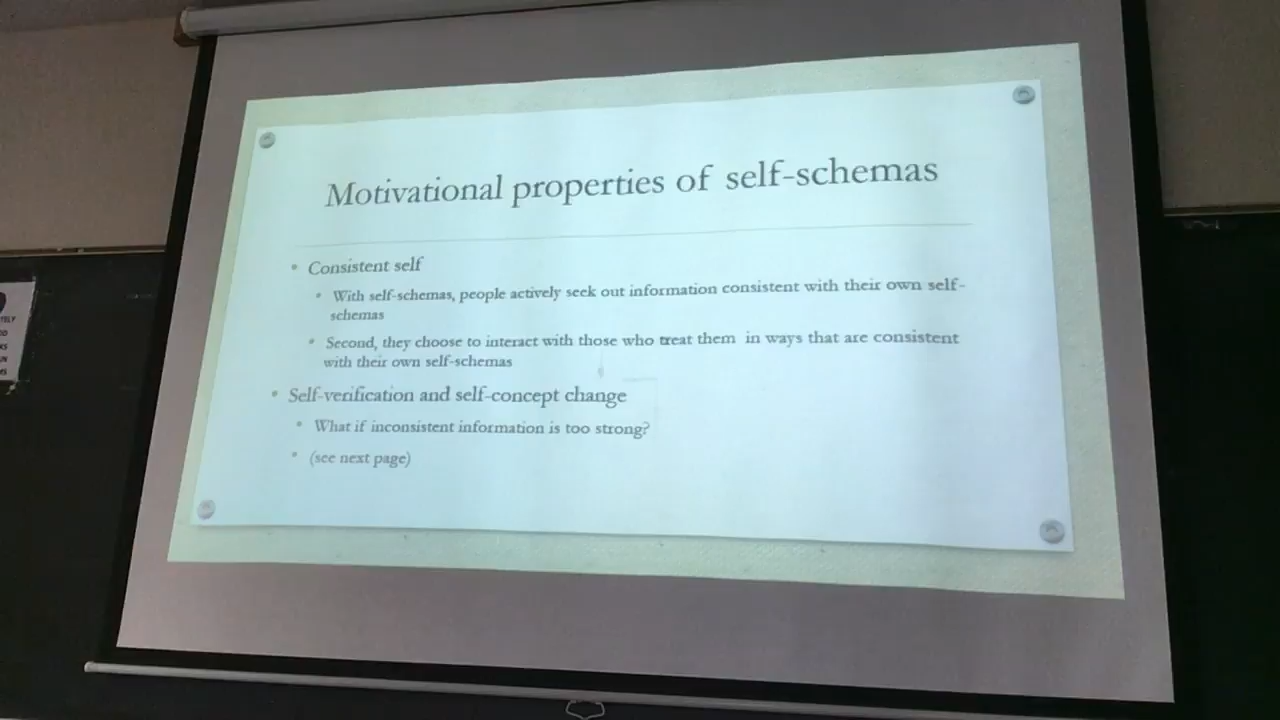 Motivational properties of self-schemas
• Consistent self
• With self-schemas, people actively seek out information consistent with their own self-
schemas
• Second, they choose to interact with those who treat them in ways that are consistent
with their own self-schemas
• Self-verification and self-concept change
• What if inconsistent information is too strong?
• (see next page)